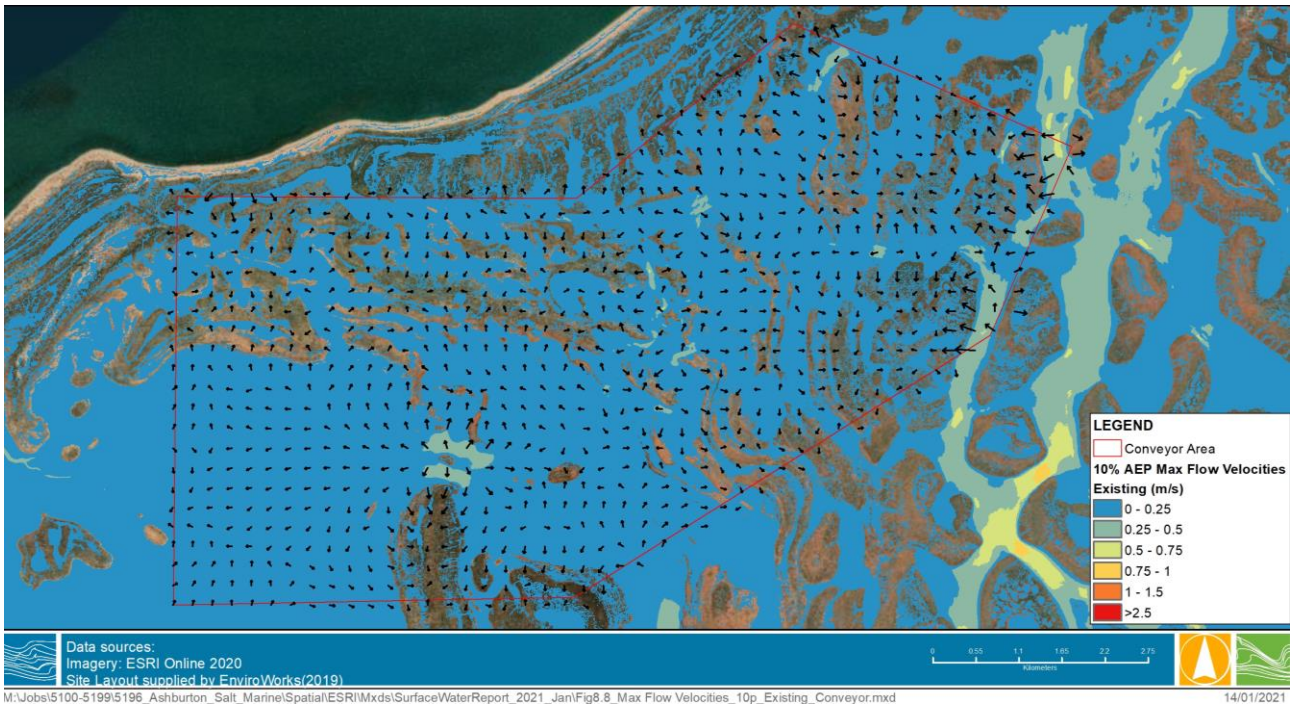 LEGEND
Conveyor Area
10% AEP Max Flow Velocities
Existing (m/s)
0 - 0.25
0.25 - 0.5
0.5 - 0.75
0.75 - 1
1 - 1.5
>2.5
Data sources:
Imagery: ESRI Online 2020
Site Layout supplied by EnviroWorks(2019)
0 0.55 1.1 1.65 2.2 2.75
Kilometers
M:\Jobs\5100-5199\5196_Ashburton_Salt_Marine\Spatial\ESRI\Mxds\SurfaceWaterReport_2021_Jan\Fig8.8_Max Flow Velocities_10p_Existing_Conveyor.mxd
14/01/2021